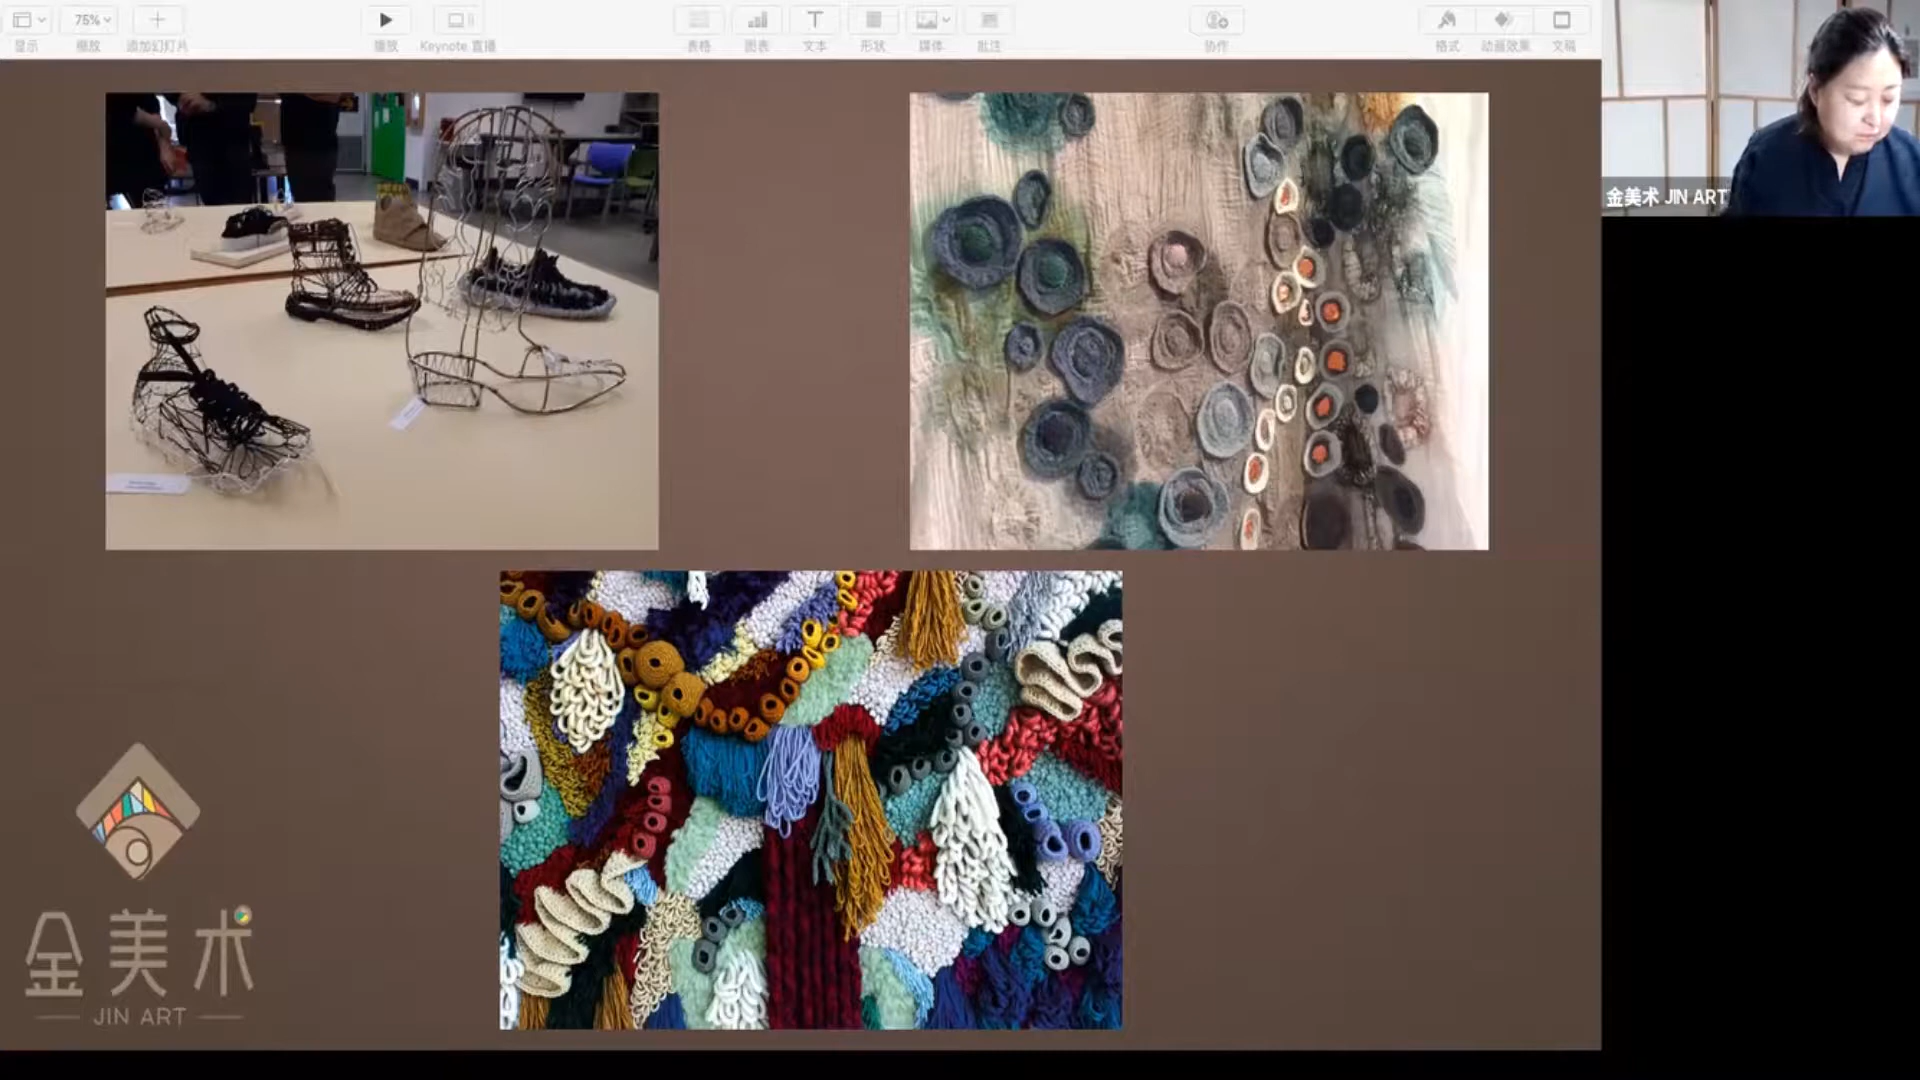 75%
显示
缩放
添加幻灯片
播放
Keynote 直播
表格
图表
文本
形状
媒体
批注
协作
格式
动画效果
文稿
金美术 JIN ART
金美术
JIN ART